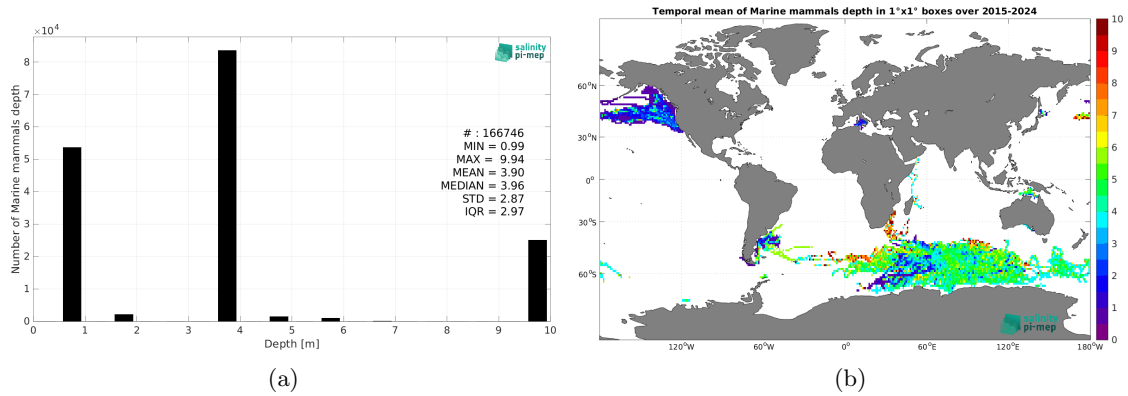 ×10⁴
8
7
6
5
4
3
2
1
0
Number of Marine mammals depth
salinity
pi-mep
# : 166746
MIN = 0.99
MAX = 9.94
MEAN = 3.90
MEDIAN = 3.96
STD = 2.87
IQR = 2.97
0 1 2 3 4 5 6 7 8 9 10
Depth [m]
(a)
Temporal mean of Marine mammals depth in 1°x1° boxes over 2015-2024
60°N
30°N
0°
30°S
60°S
120°W 60°W 0° 60°E 120°E 180°W
salinity
pi-mep
10
9
8
7
6
5
4
3
2
1
0
(b)